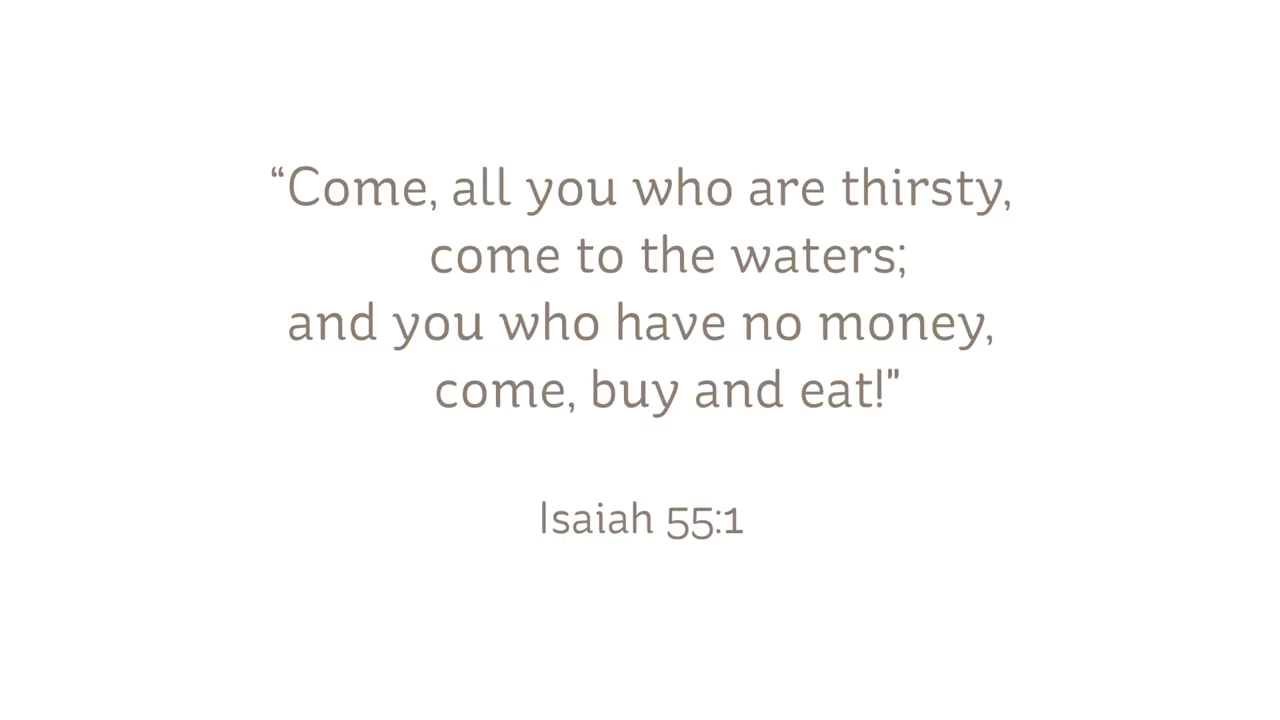 “Come, all you who are thirsty,
come to the waters;
and you who have no money,
come, buy and eat!”
Isaiah 55:1